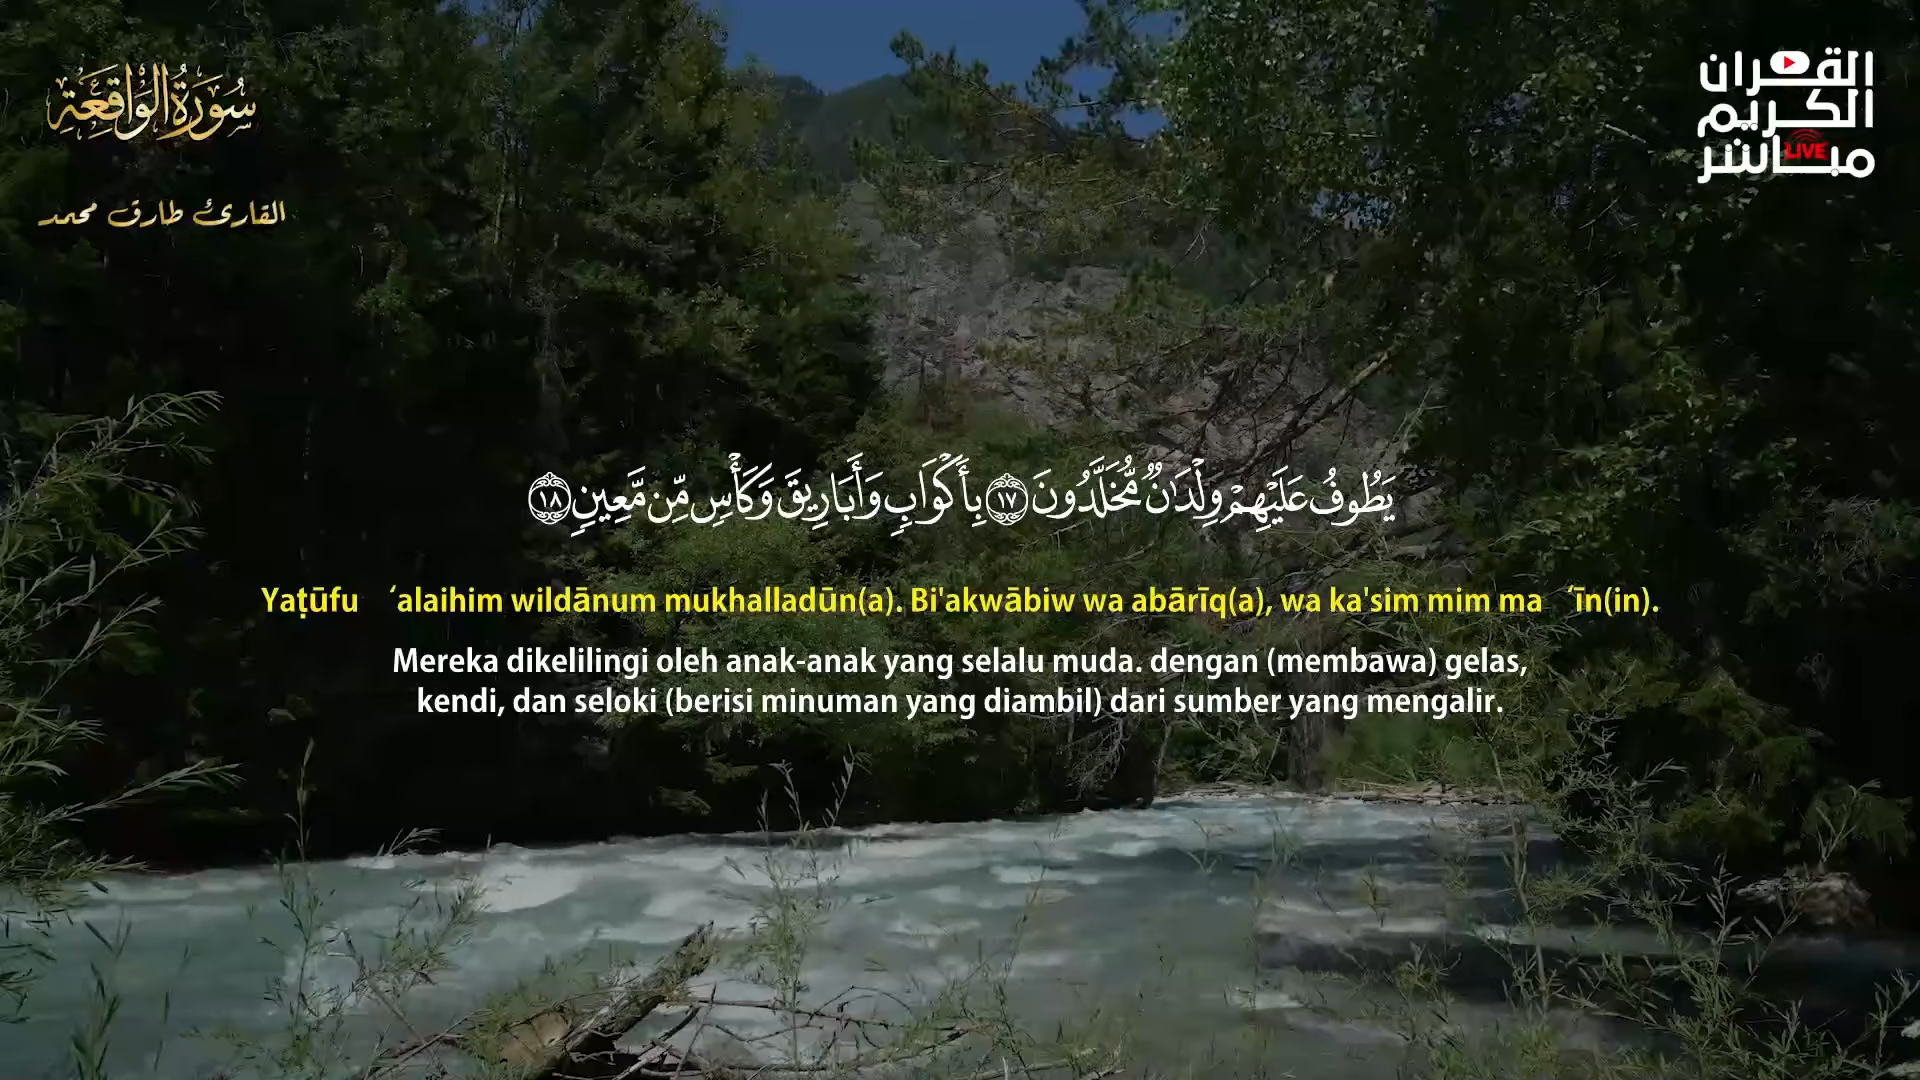 سُورَةُ الْوَاقِعَةِ
القارئ طارق محمد
القران
الكريم
مباشر
LIVE
يَطُوفُ عَلَيْهِمْ وِلْدَٰنٌ مُّخَلَّدُونَ ١٧ بِأَكْوَابٍ وَأَبَارِيقَ وَكَأْسٍ مِّن مَّعِينٍ ١٨
Yaṭūfu ‘alaihim wildānum mukhalladūn(a). Bi'akwābiw wa abārīq(a), wa ka'sim mim ma ‘īn(in).
Mereka dikelilingi oleh anak-anak yang selalu muda. dengan (membawa) gelas,
kendi, dan seloki (berisi minuman yang diambil) dari sumber yang mengalir.